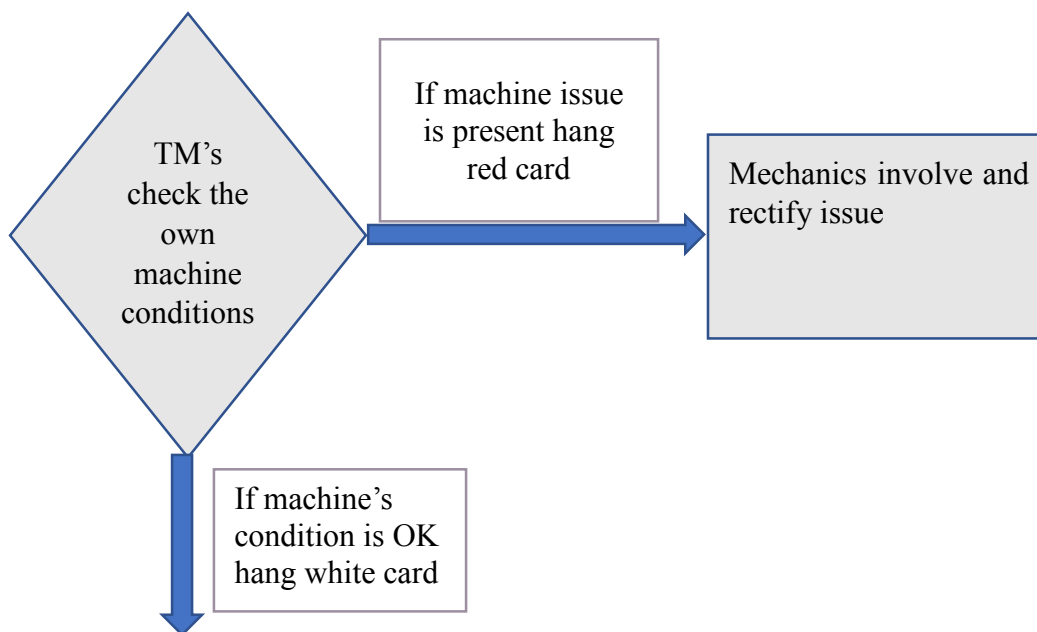 TM’s
check the
own
machine
conditions
If machine issue
is present hang
red card
Mechanics involve and
rectify issue
If machine’s
condition is OK
hang white card